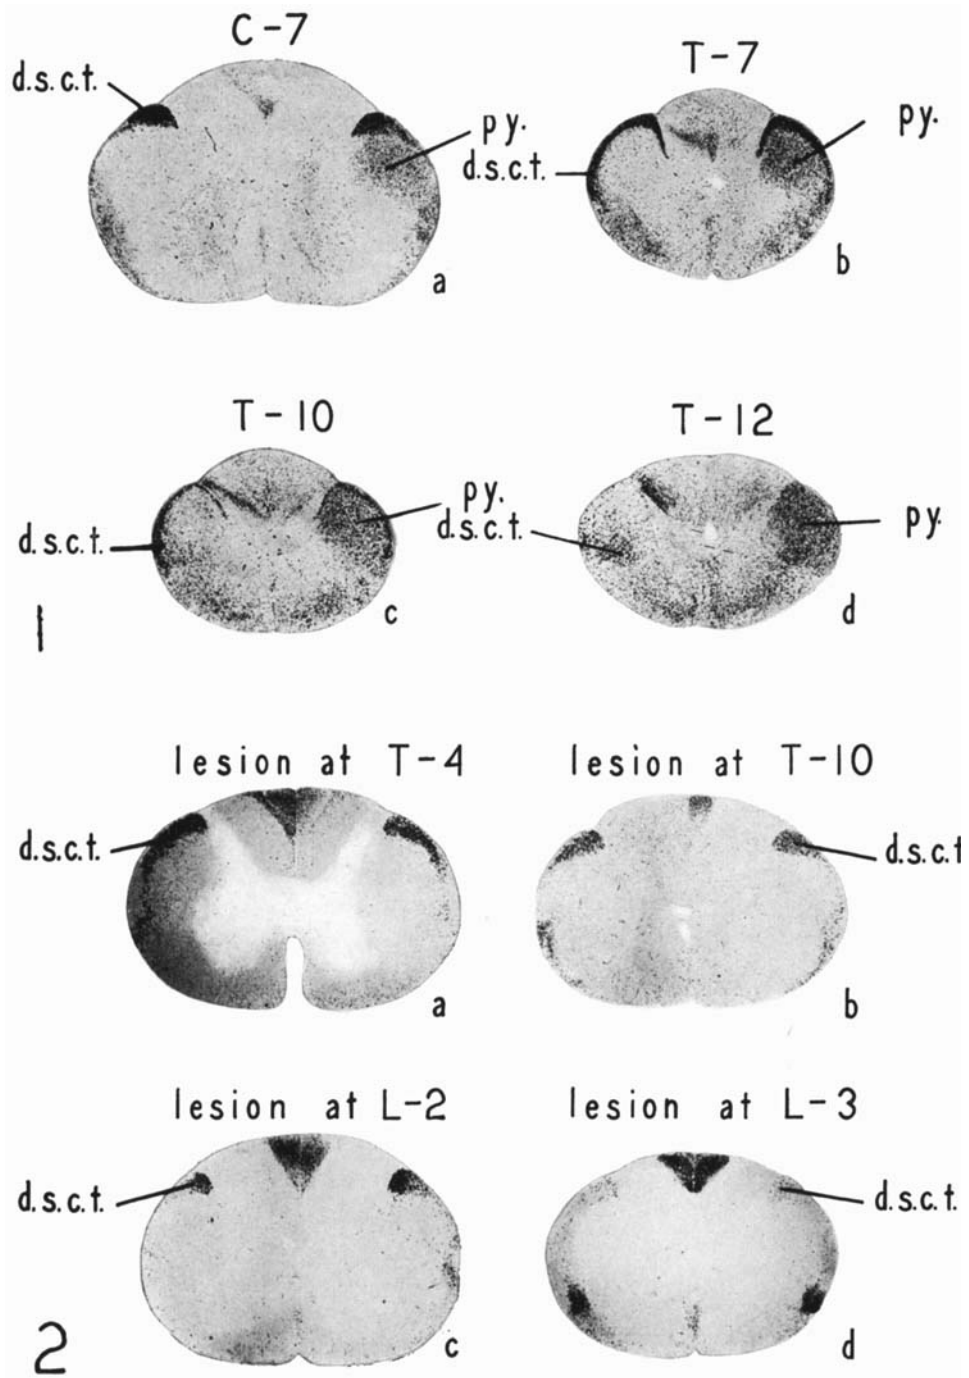 C-7
d.s.c.t.
py.
a
T-7
d.s.c.t.
py.
b
T-10
d.s.c.t.
py.
c
T-12
d.s.c.t.
py
d
1
lesion at T-4
d.s.c.t.
a
lesion at T-10
d.s.c.t
b
lesion at L-2
d.s.c.t.
c
lesion at L-3
d.s.c.t.
d
2